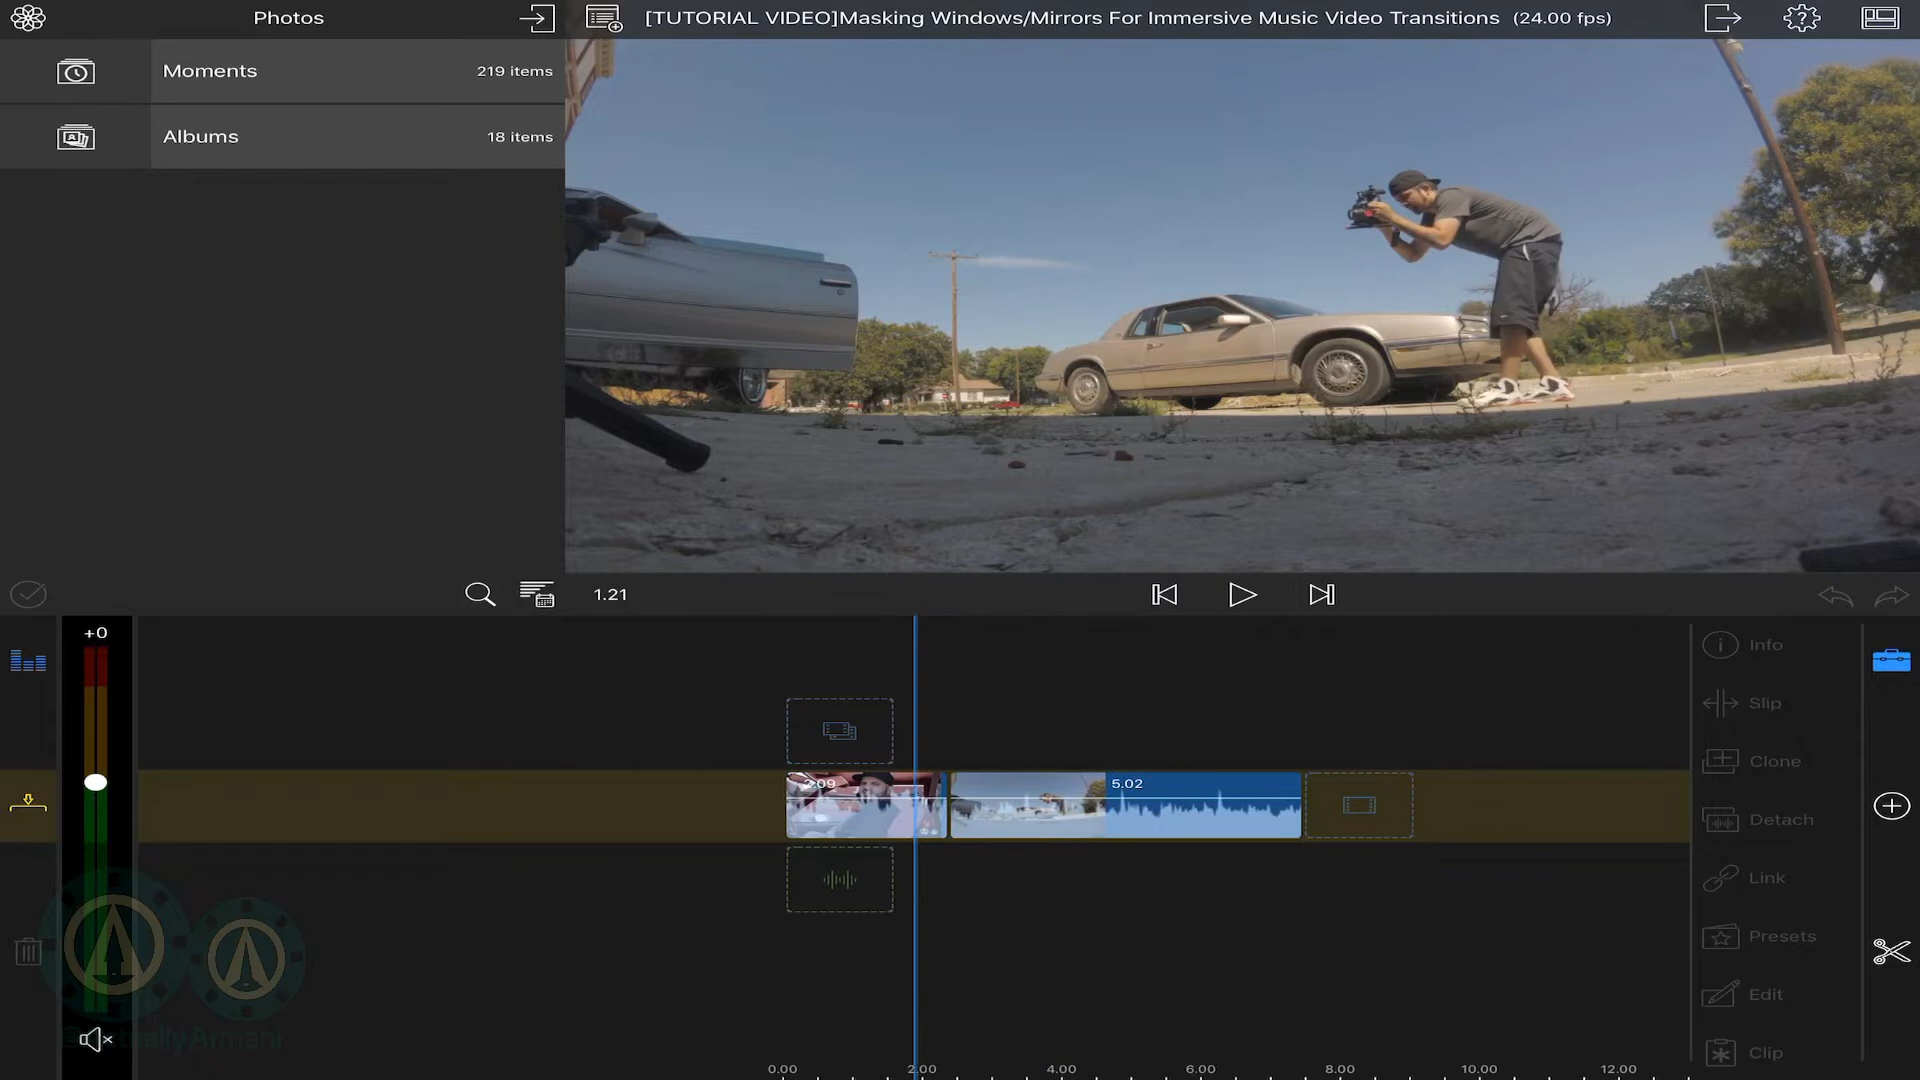 Photos
[TUTORIAL VIDEO]Masking Windows/Mirrors For Immersive Music Video Transitions (24.00 fps)
Moments 219 items
Albums 18 items
1.21
+0
Info
Slip
2:09
5.02
Clone
Detach
Link
Presets
Edit
Clip
0.00 2.00 4.00 6.00 8.00 10.00 12.00